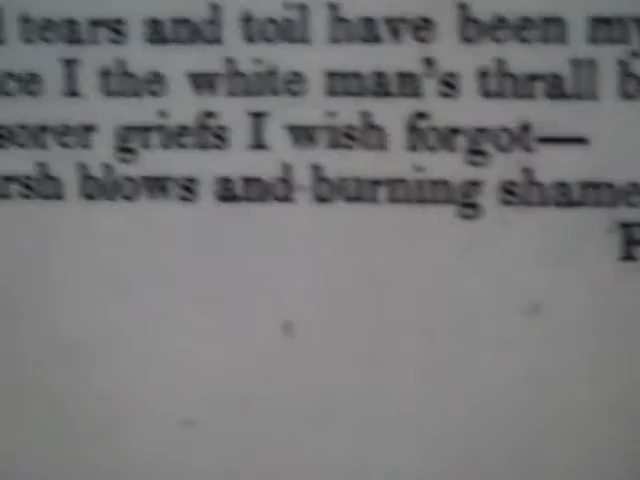 tears and toil have been my
I the white man's thrall
griefs I wish forgot—
blows and burning shame